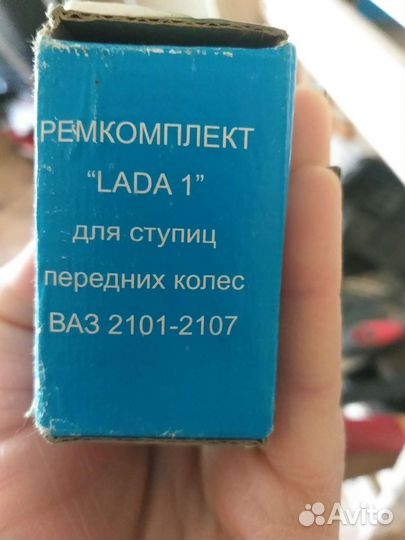 РЕМКОМПЛЕКТ
“LADA 1”
для ступиц
передних колес
ВАЗ 2101-2107
Avito